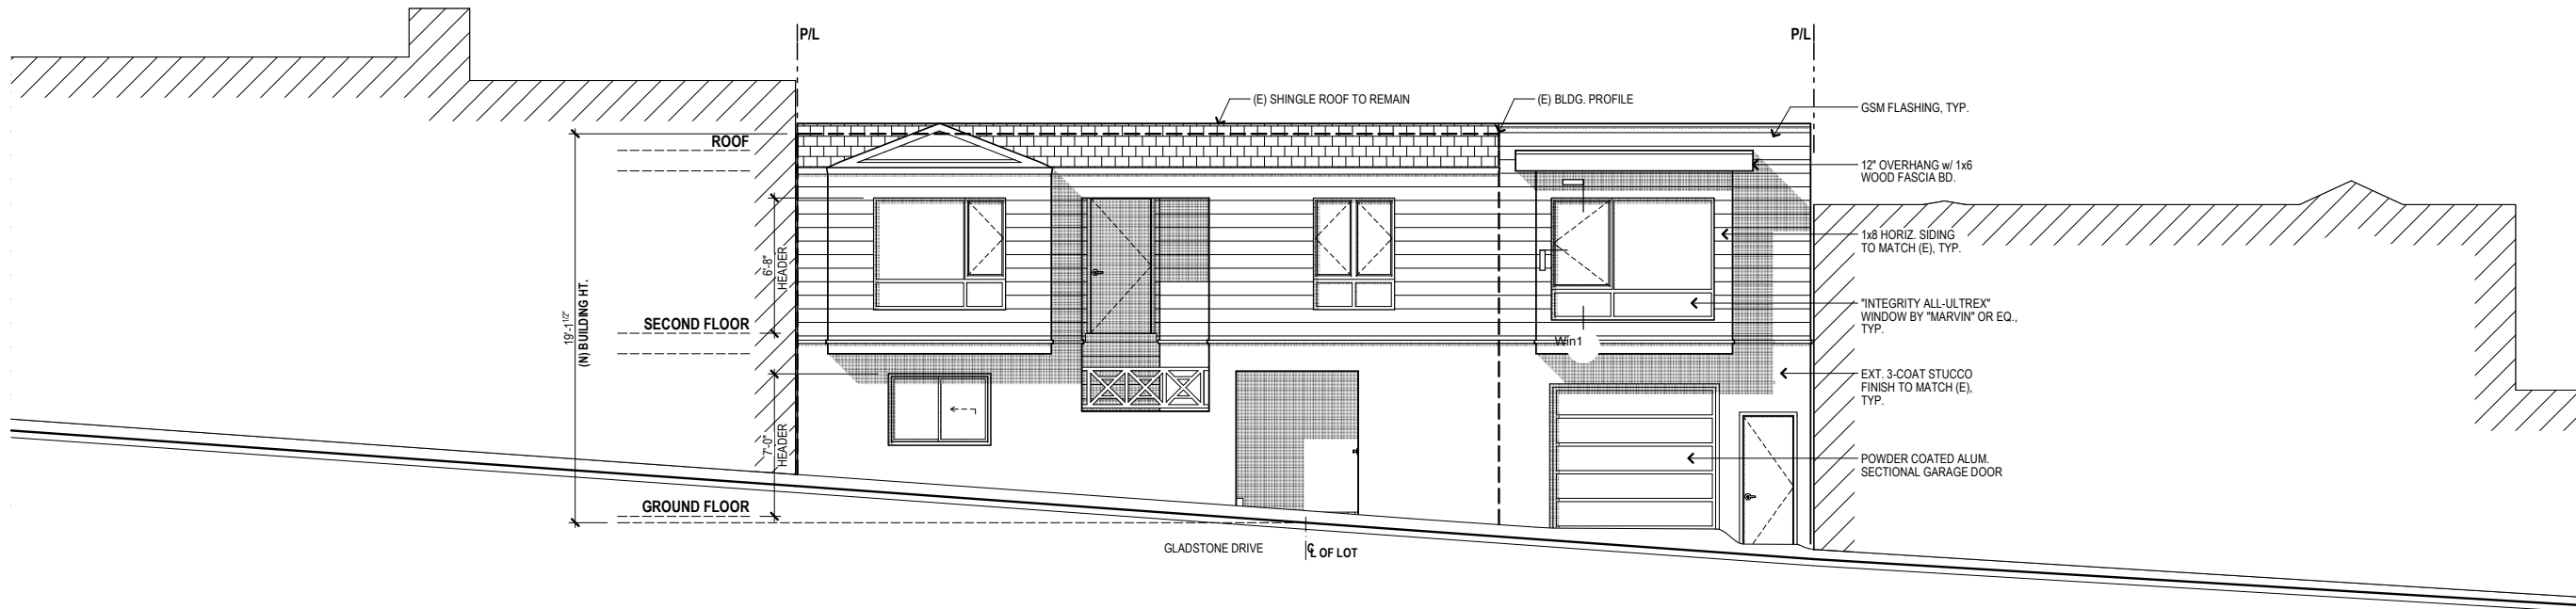 P/L
P/L
(E) SHINGLE ROOF TO REMAIN
(E) BLDG. PROFILE
GSM FLASHING, TYP.
ROOF
12" OVERHANG w/ 1x6
WOOD FASCIA BD.
1x8 HORIZ. SIDING
TO MATCH (E), TYP.
6'-8"
HEADER
"INTEGRITY ALL-ULTREX"
WINDOW BY "MARVIN" OR EQ.,
TYP.
SECOND FLOOR
19'-1 1/2"
(N) BUILDING HT.
Win1
EXT. 3-COAT STUCCO
FINISH TO MATCH (E),
TYP.
7'-0"
HEADER
POWDER COATED ALUM.
SECTIONAL GARAGE DOOR
GROUND FLOOR
GLADSTONE DRIVE
℄ OF LOT